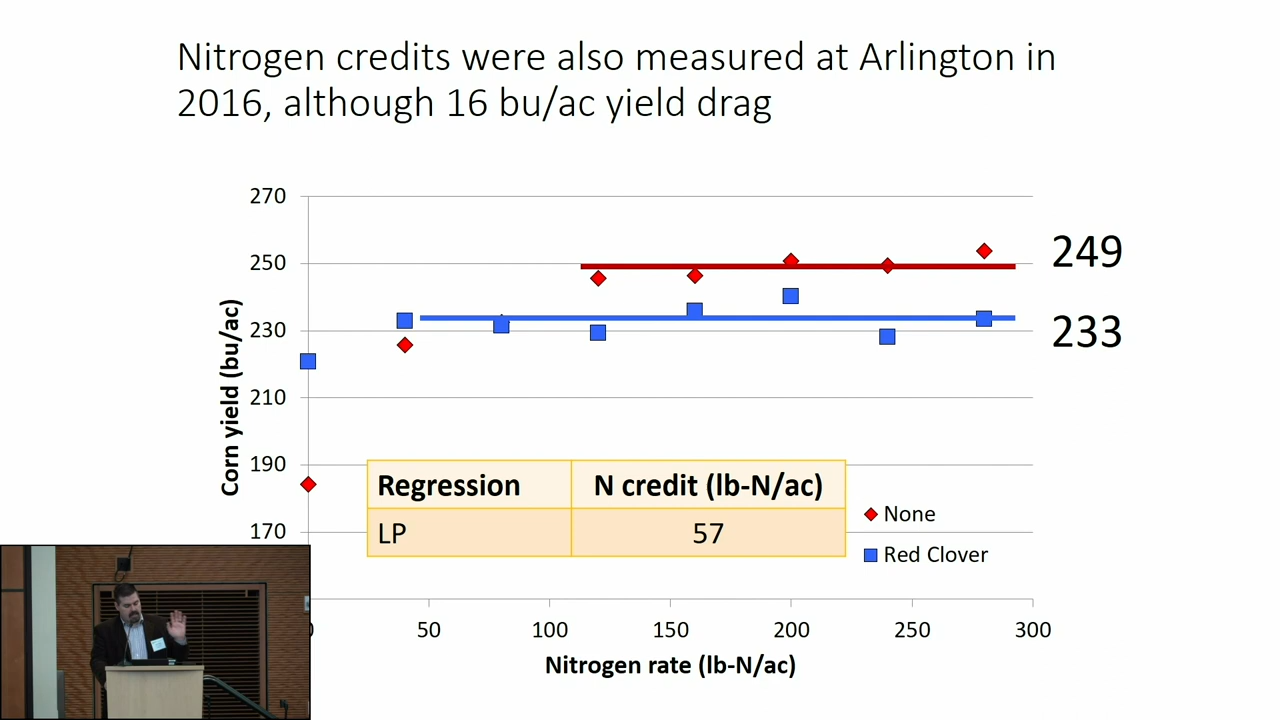 Nitrogen credits were also measured at Arlington in
2016, although 16 bu/ac yield drag
270
250
230
210
190
170
Corn yield (bu/ac)
249
233
Regression N credit (lb-N/ac)
LP 57
None
Red Clover
50 100 150 200 250 300
Nitrogen rate (lb-N/ac)